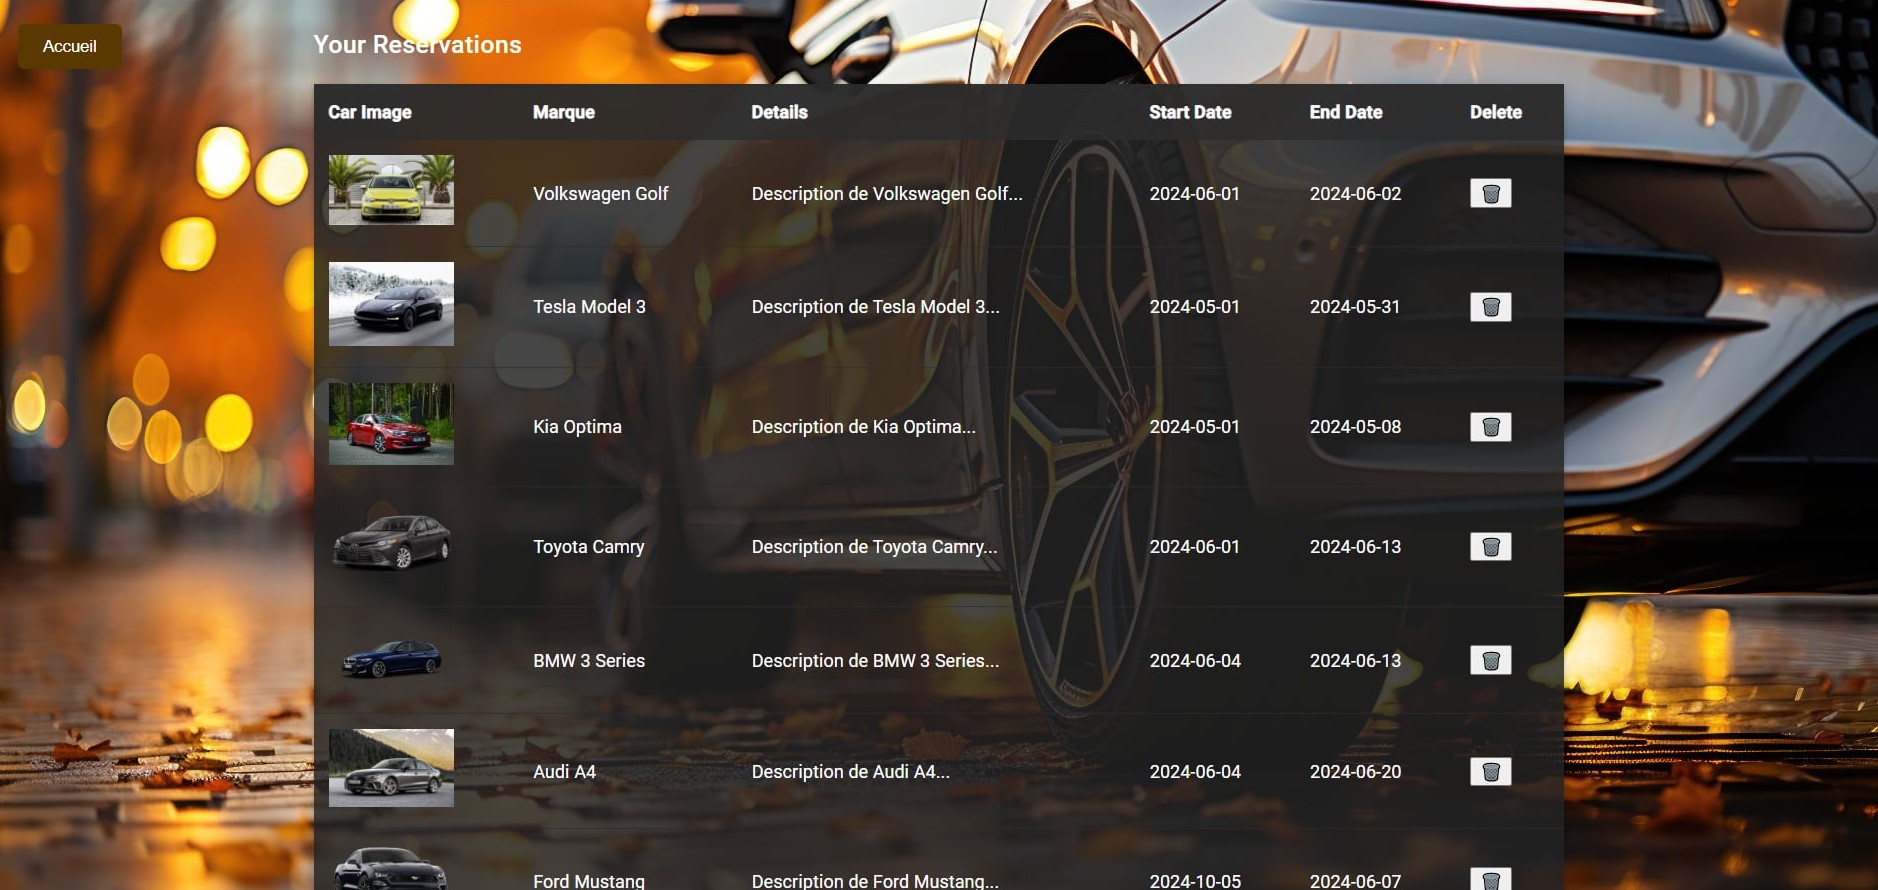 Accueil
Your Reservations
Car Image Marque Details Start Date End Date Delete
Volkswagen Golf Description de Volkswagen Golf... 2024-06-01 2024-06-02
Tesla Model 3 Description de Tesla Model 3... 2024-05-01 2024-05-31
Kia Optima Description de Kia Optima... 2024-05-01 2024-05-08
Toyota Camry Description de Toyota Camry... 2024-06-01 2024-06-13
BMW 3 Series Description de BMW 3 Series... 2024-06-04 2024-06-13
Audi A4 Description de Audi A4... 2024-06-04 2024-06-20
Ford Mustang Description de Ford Mustang... 2024-10-05 2024-06-07